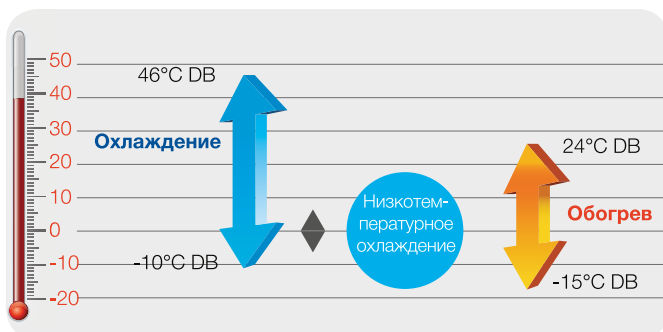 50
40
30
20
10
0
-10
-20
46°C DB
Охлаждение
-10°C DB
Низкотем-
пературное
охлаждение
24°C DB
Обогрев
-15°C DB